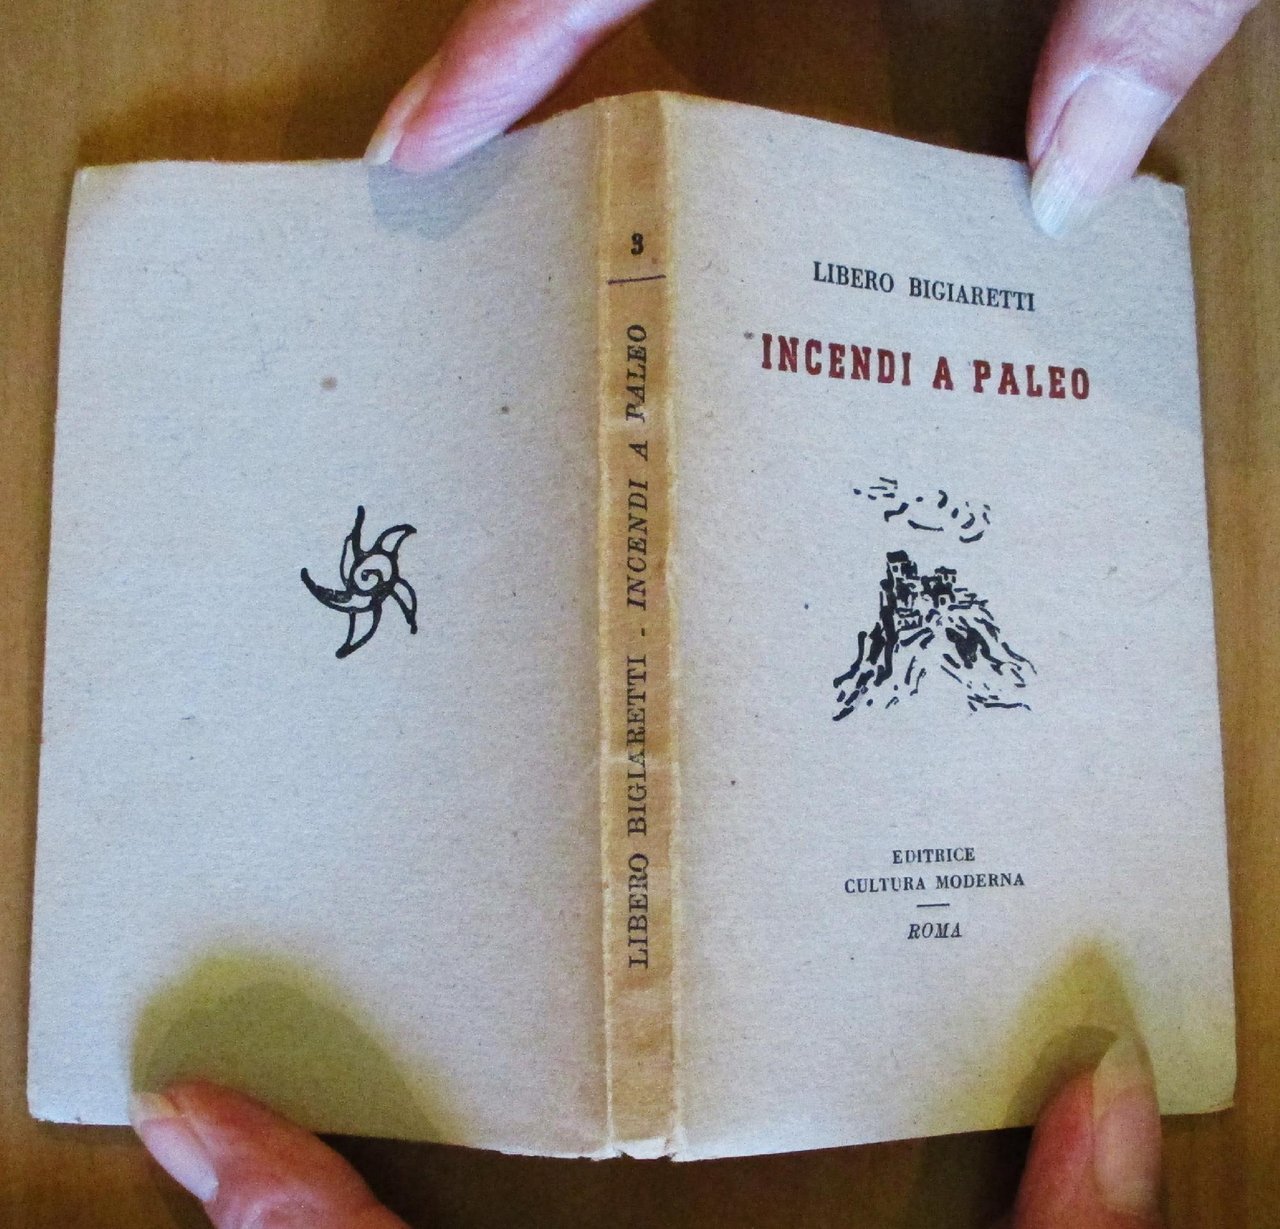 3
LIBERO BIGIARETTI - INCENDI A PALEO
LIBERO BIGIARETTI
INCENDI A PALEO
EDITRICE
CULTURA MODERNA
ROMA